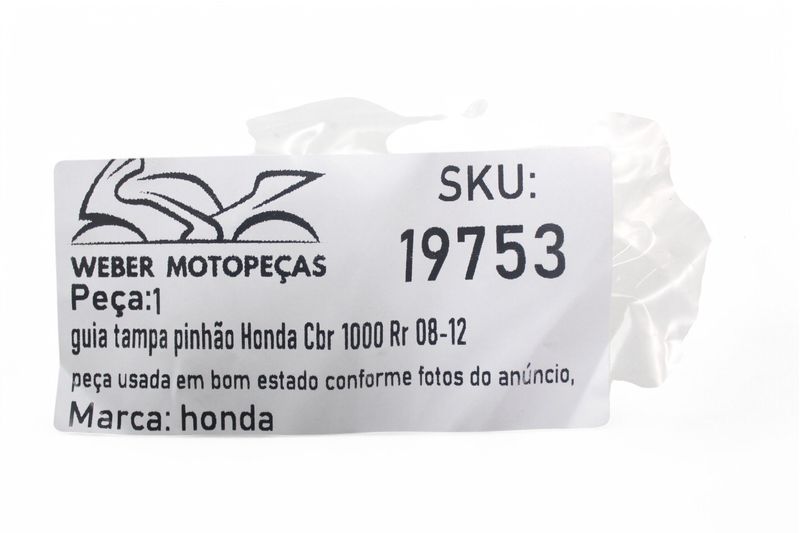 WEBER MOTOPEÇAS
SKU:
19753
Peça:1
guia tampa pinhão Honda Cbr 1000 Rr 08-12
peça usada em bom estado conforme fotos do anúncio,
Marca: honda